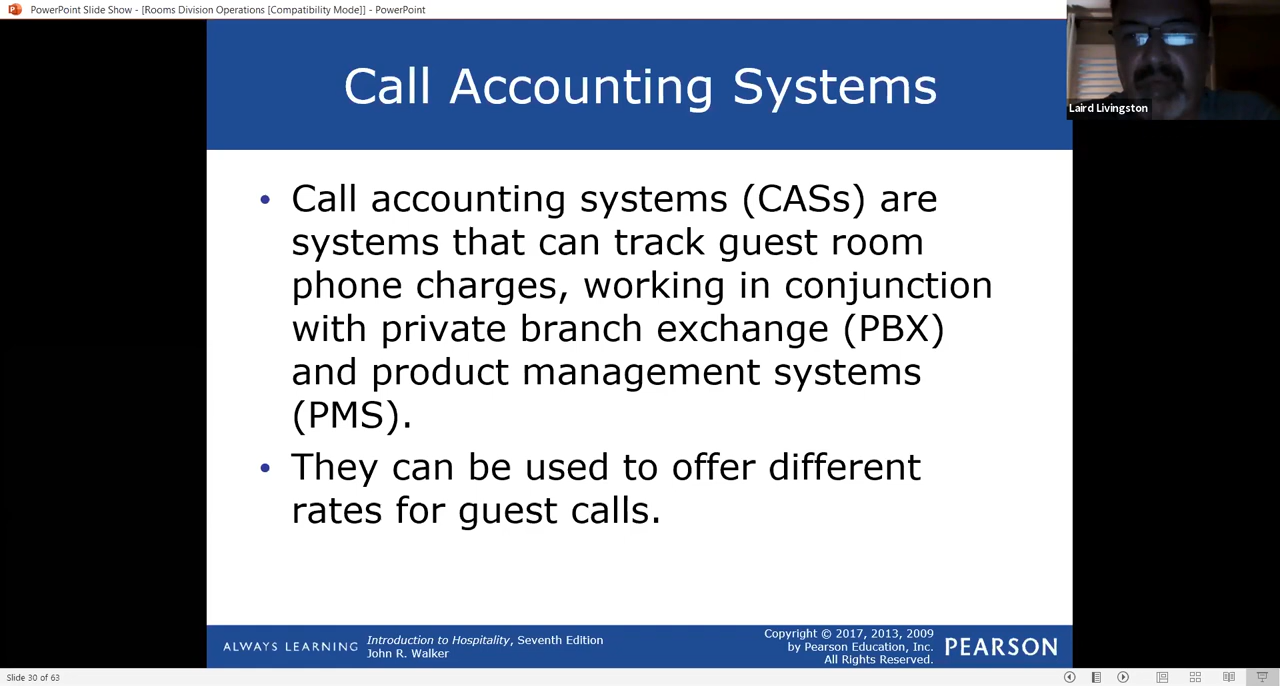 PowerPoint Slide Show - [Rooms Division Operations [Compatibility Mode]] - PowerPoint
Laird Livingston
Call Accounting Systems
• Call accounting systems (CASs) are
systems that can track guest room
phone charges, working in conjunction
with private branch exchange (PBX)
and product management systems
(PMS).
• They can be used to offer different
rates for guest calls.
ALWAYS LEARNING
Introduction to Hospitality, Seventh Edition
John R. Walker
Copyright © 2017, 2013, 2009
by Pearson Education, Inc.
All Rights Reserved.
PEARSON
Slide 30 of 63